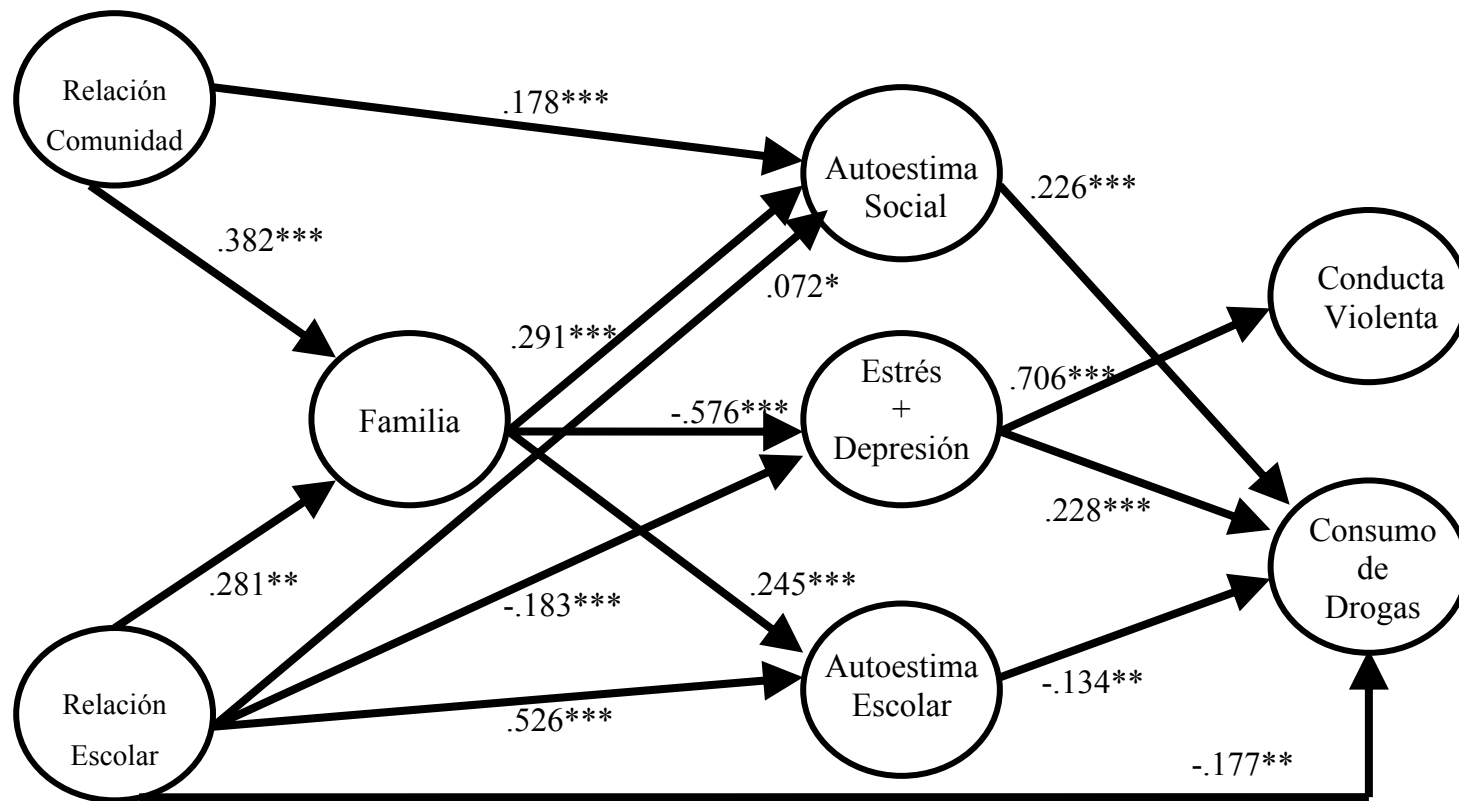 Relación
Comunidad
.178***
.382***
Autoestima
Social
.226***
.072*
.291***
Conducta
Violenta
Familia
Estrés
+
Depresión
-.576***
.706***
.228***
Consumo
de
Drogas
.281**
-.183***
.245***
Autoestima
Escolar
-.134**
Relación
Escolar
.526***
-.177**